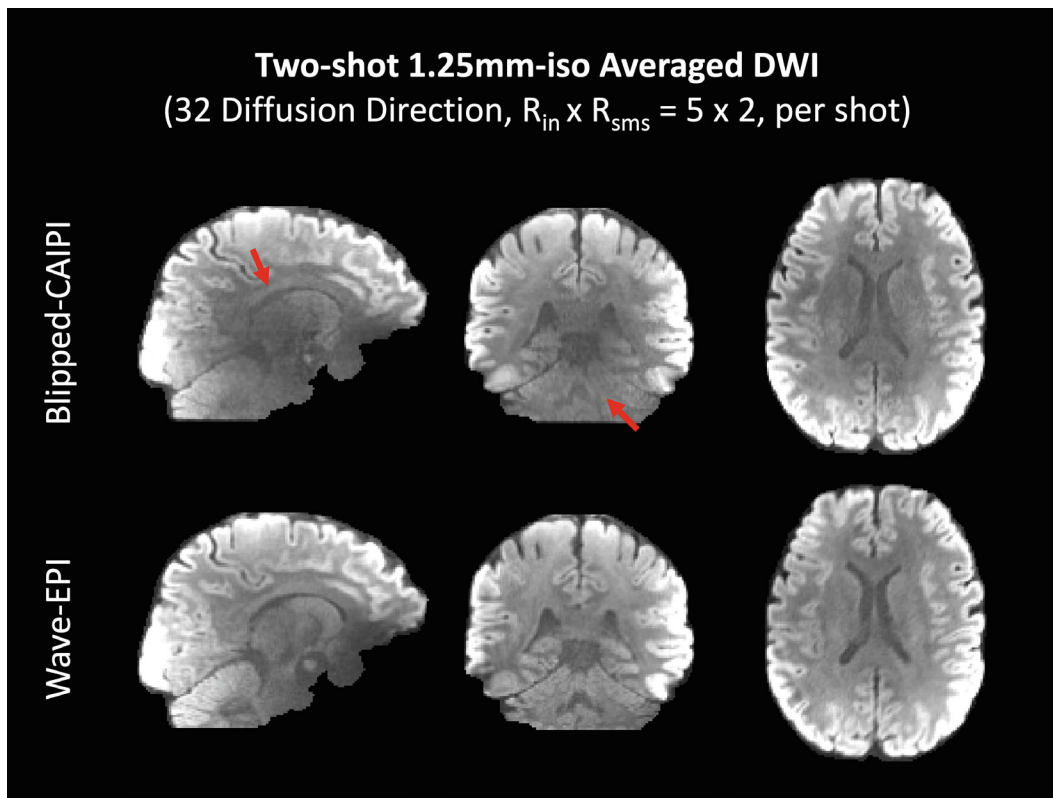 Two-shot 1.25mm-iso Averaged DWI
(32 Diffusion Direction, Rin x Rsms = 5 x 2, per shot)
Blipped-CAIPI
Wave-EPI